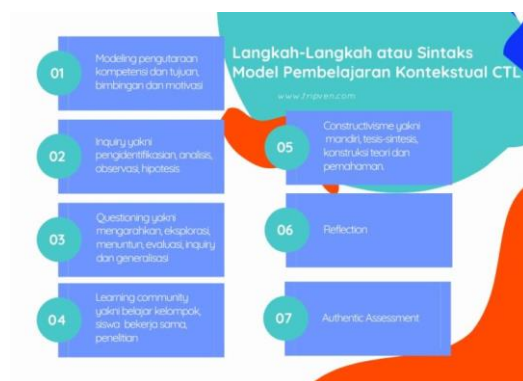 Langkah-Langkah atau Sintaks
Model Pembelajaran Kontekstual CTL
www.fripven.com
01
Modeling pengutaraan
kompetensi dan tujuan,
bimbingan dan motivasi
02
Inquiry yakni
pengidentifikasian, analisis,
observasi, hipotesis
03
Questioning yakni
mengarahkan, eksplorasi,
menuntun, evaluasi, inquiry
dan generalisasi
04
Learning community
yakni belajar kelompok,
siswa bekerja sama,
penelitian
05
Constructivisme yakni
mandiri, tesis-sintesis,
konstruksi teori dan
pemahaman.
06
Reflection
07
Authentic Assessment